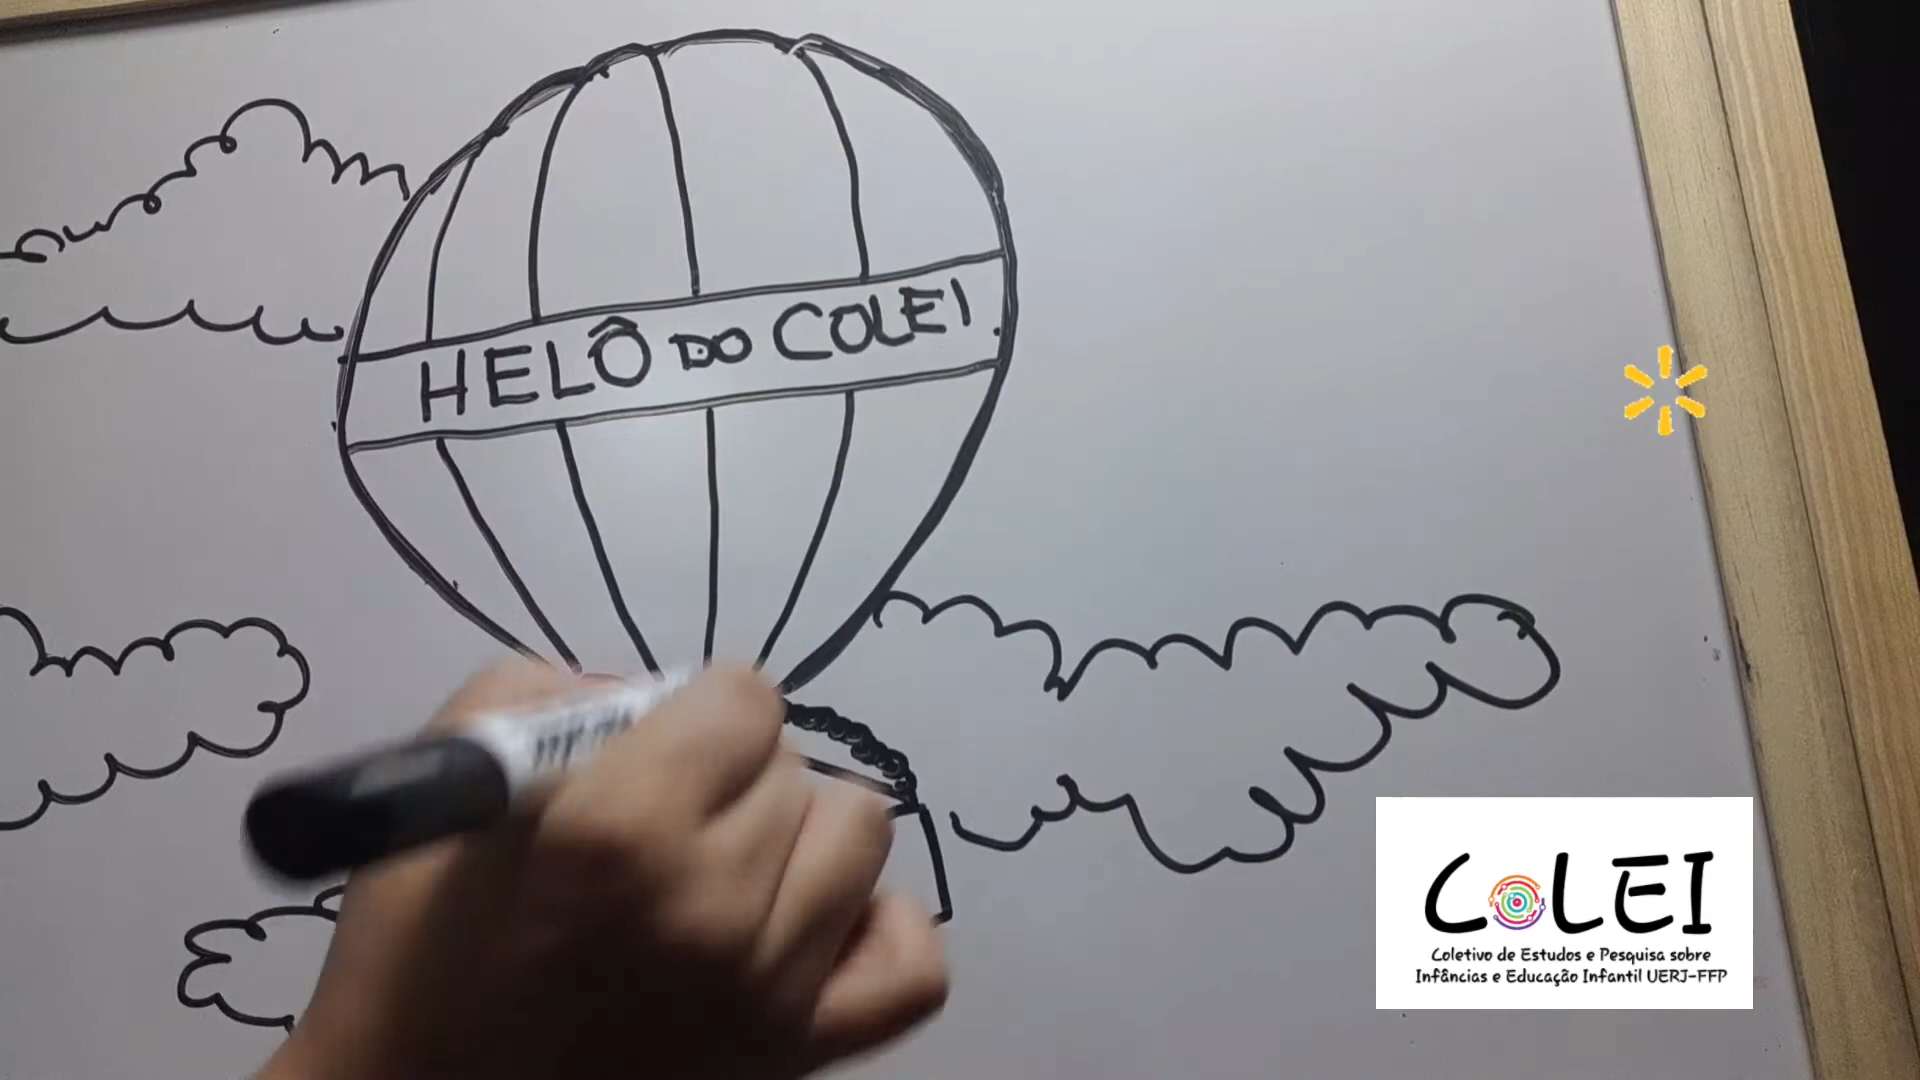 HELÔ DO COLEI
COLEI
Coletivo de Estudos e Pesquisa sobre
Infâncias e Educação Infantil UERJ-FFP